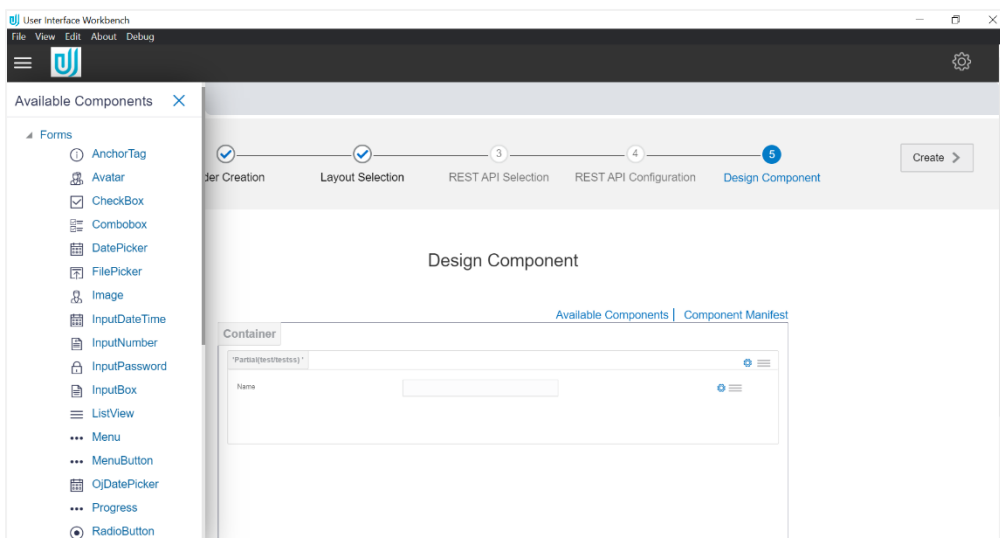 User Interface Workbench
File View Edit About Debug
Available Components
Forms
AnchorTag
Avatar
CheckBox
Combobox
DatePicker
FilePicker
Image
InputDateTime
InputNumber
InputPassword
InputBox
ListView
Menu
MenuButton
OjDatePicker
Progress
RadioButton
3 4 5
der Creation Layout Selection REST API Selection REST API Configuration Design Component
Create
Design Component
Available Components | Component Manifest
Container
'Partial(test/testss) '
Name